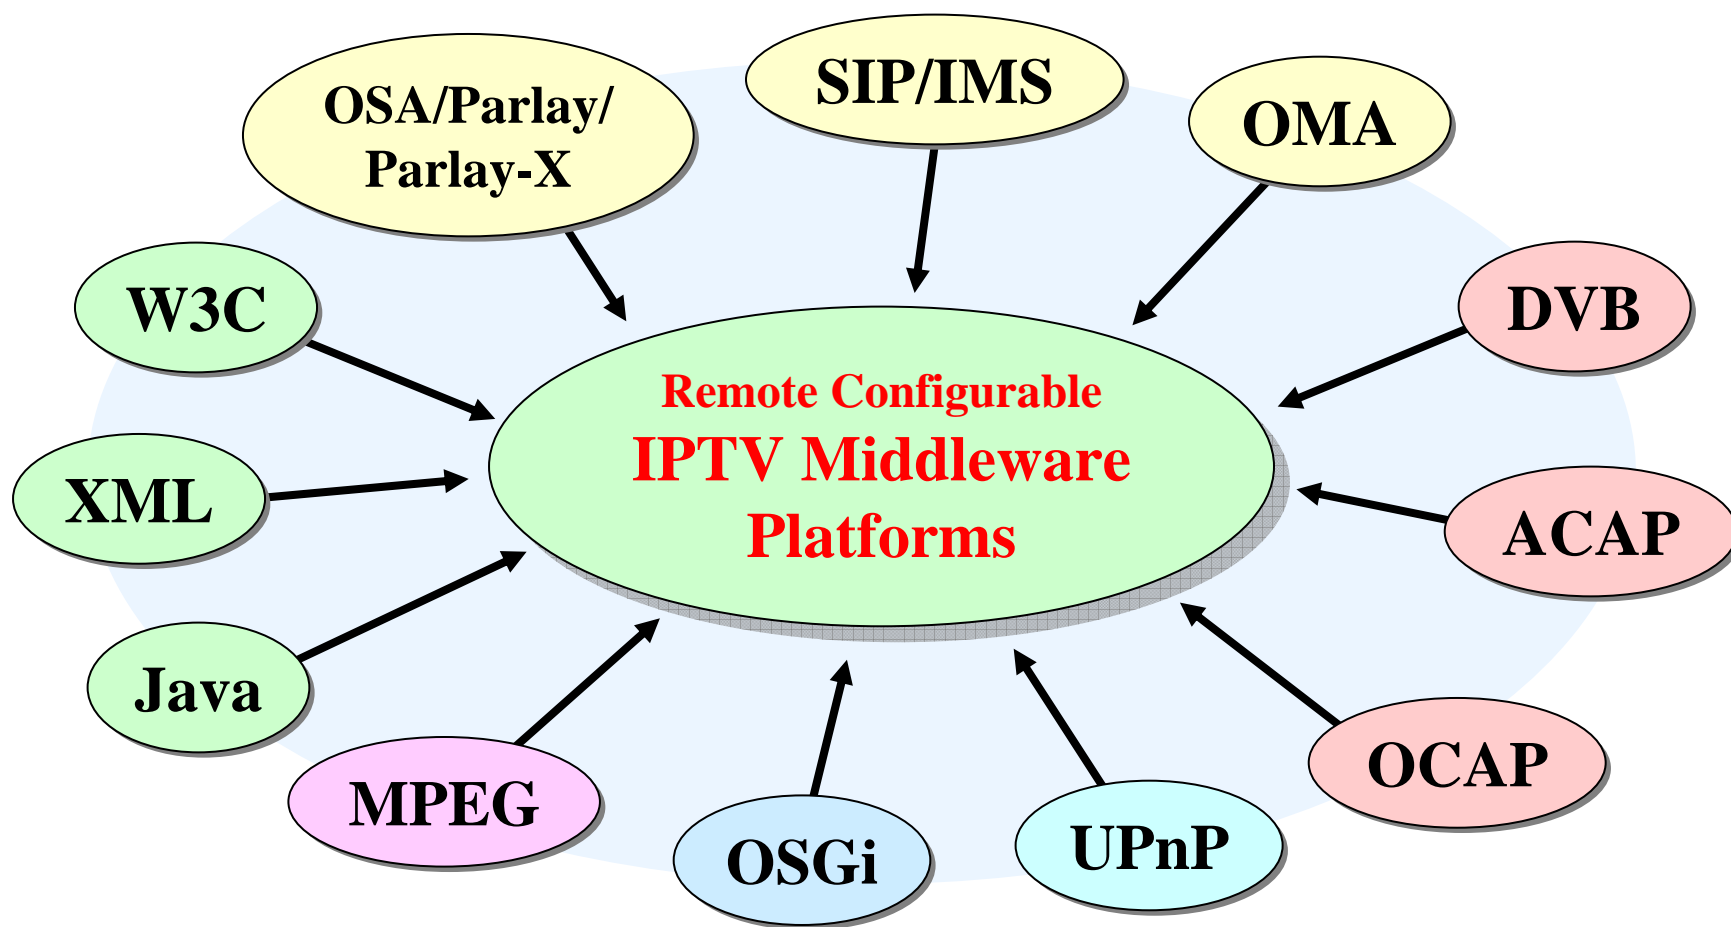 OSA/Parlay/
Parlay-X
SIP/IMS
OMA
W3C
DVB
Remote Configurable
IPTV Middleware
Platforms
XML
ACAP
Java
MPEG
OSGi
UPnP
OCAP